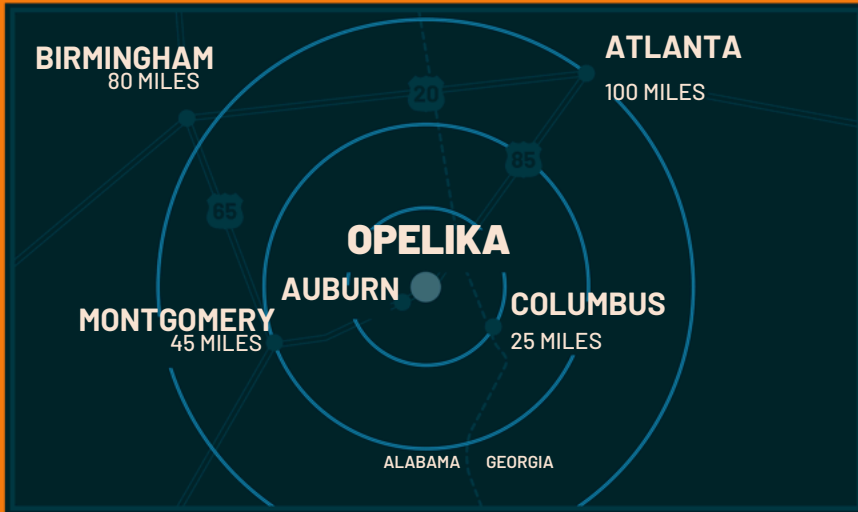 BIRMINGHAM
80 MILES
ATLANTA
100 MILES
20
85
65
OPELIKA
AUBURN
COLUMBUS
25 MILES
MONTGOMERY
45 MILES
ALABAMA
GEORGIA